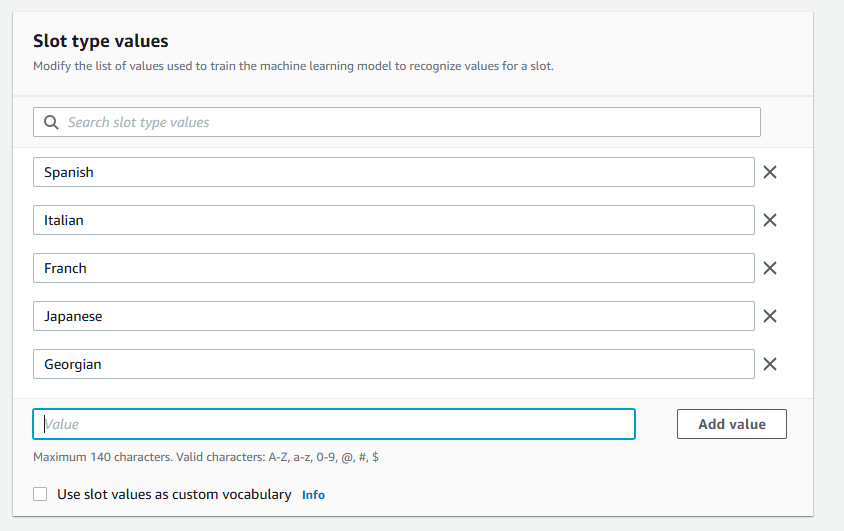 Slot type values
Modify the list of values used to train the machine learning model to recognize values for a slot.
Search slot type values
Spanish
Italian
Franch
Japanese
Georgian
Value
Add value
Maximum 140 characters. Valid characters: A-Z, a-z, 0-9, @, #, $
Use slot values as custom vocabulary Info